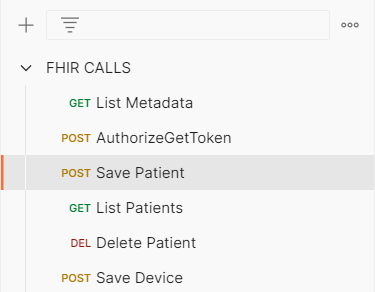 FHIR CALLS
GET List Metadata
POST AuthorizeGetToken
POST Save Patient
GET List Patients
DEL Delete Patient
POST Save Device